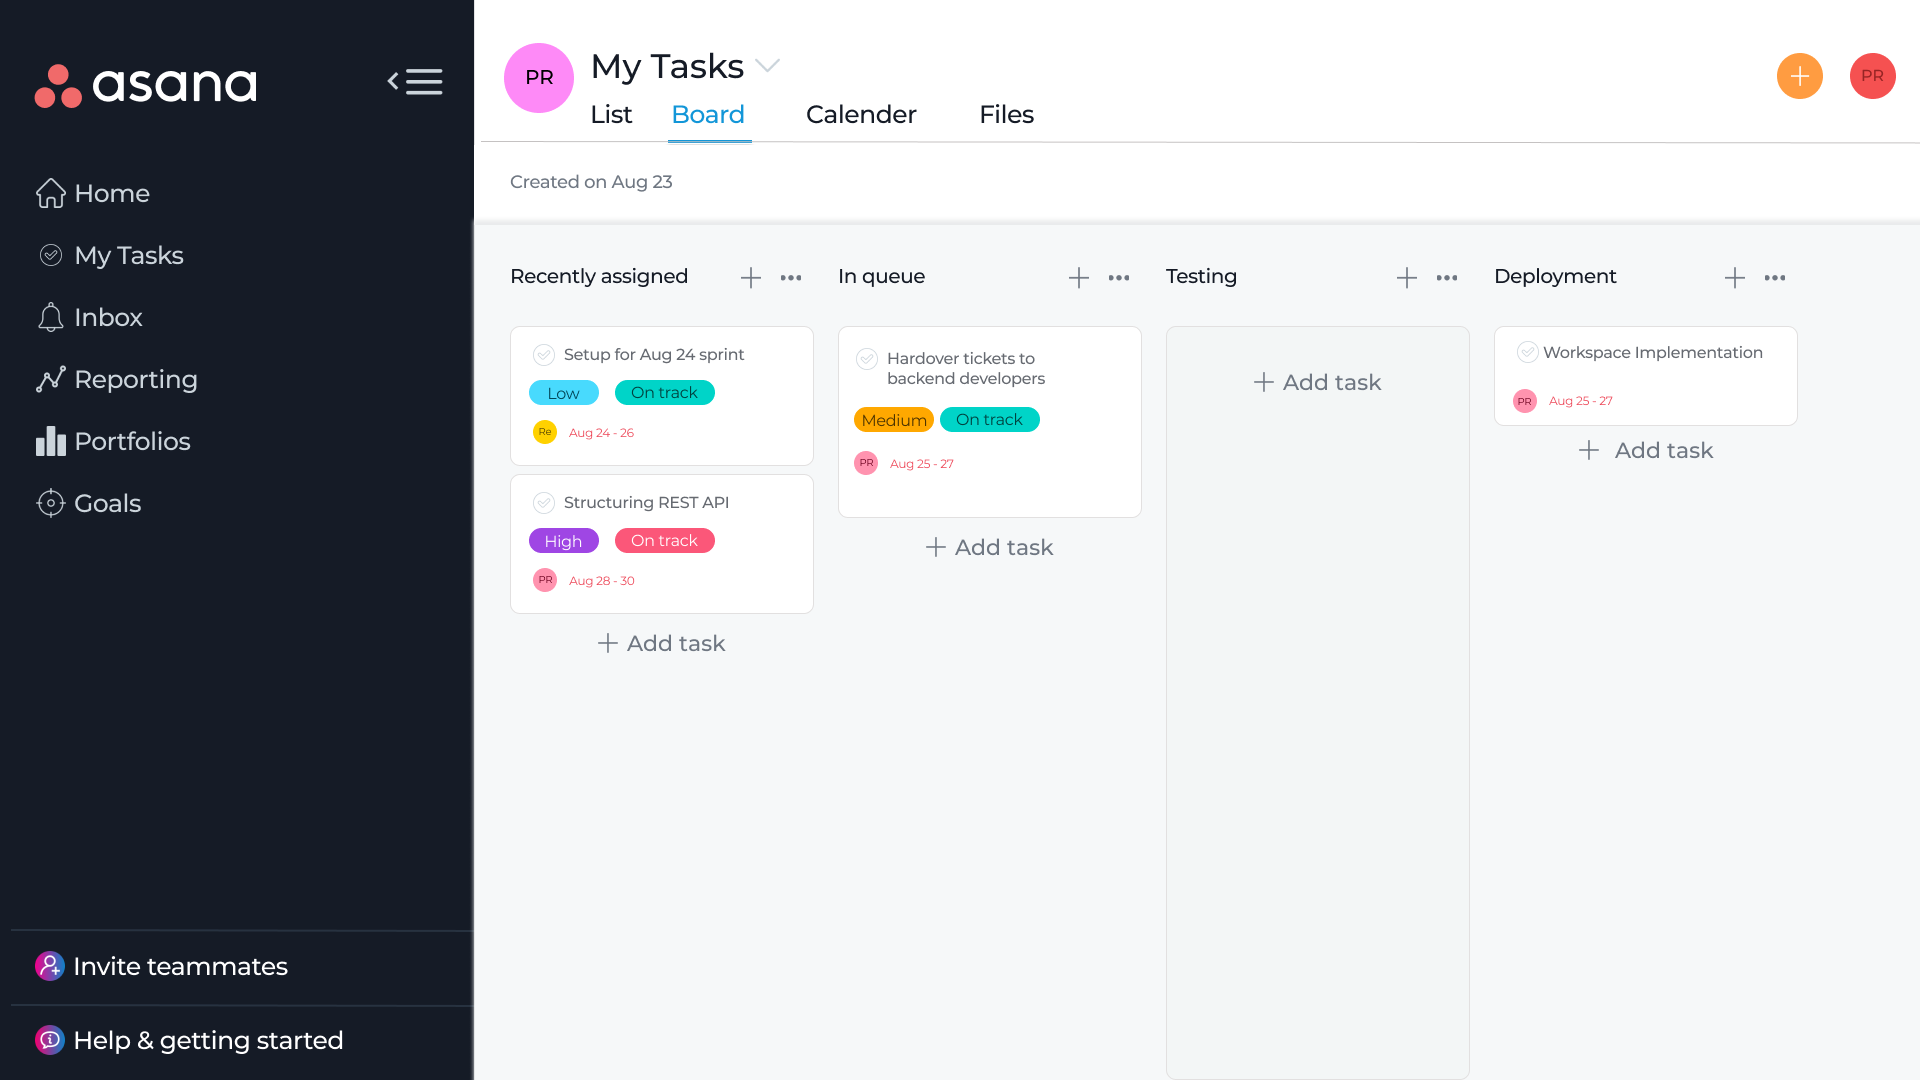 asana
Home
My Tasks
Inbox
Reporting
Portfolios
Goals
Invite teammates
Help & getting started
PR
My Tasks
List
Board
Calender
Files
PR
Created on Aug 23
Recently assigned
Setup for Aug 24 sprint
Low
On track
Re
Aug 24 - 26
Structuring REST API
High
On track
PR
Aug 28 - 30
Add task
In queue
Hardover tickets to
backend developers
Medium
On track
PR
Aug 25 - 27
Add task
Testing
Add task
Deployment
Workspace Implementation
PR
Aug 25 - 27
Add task